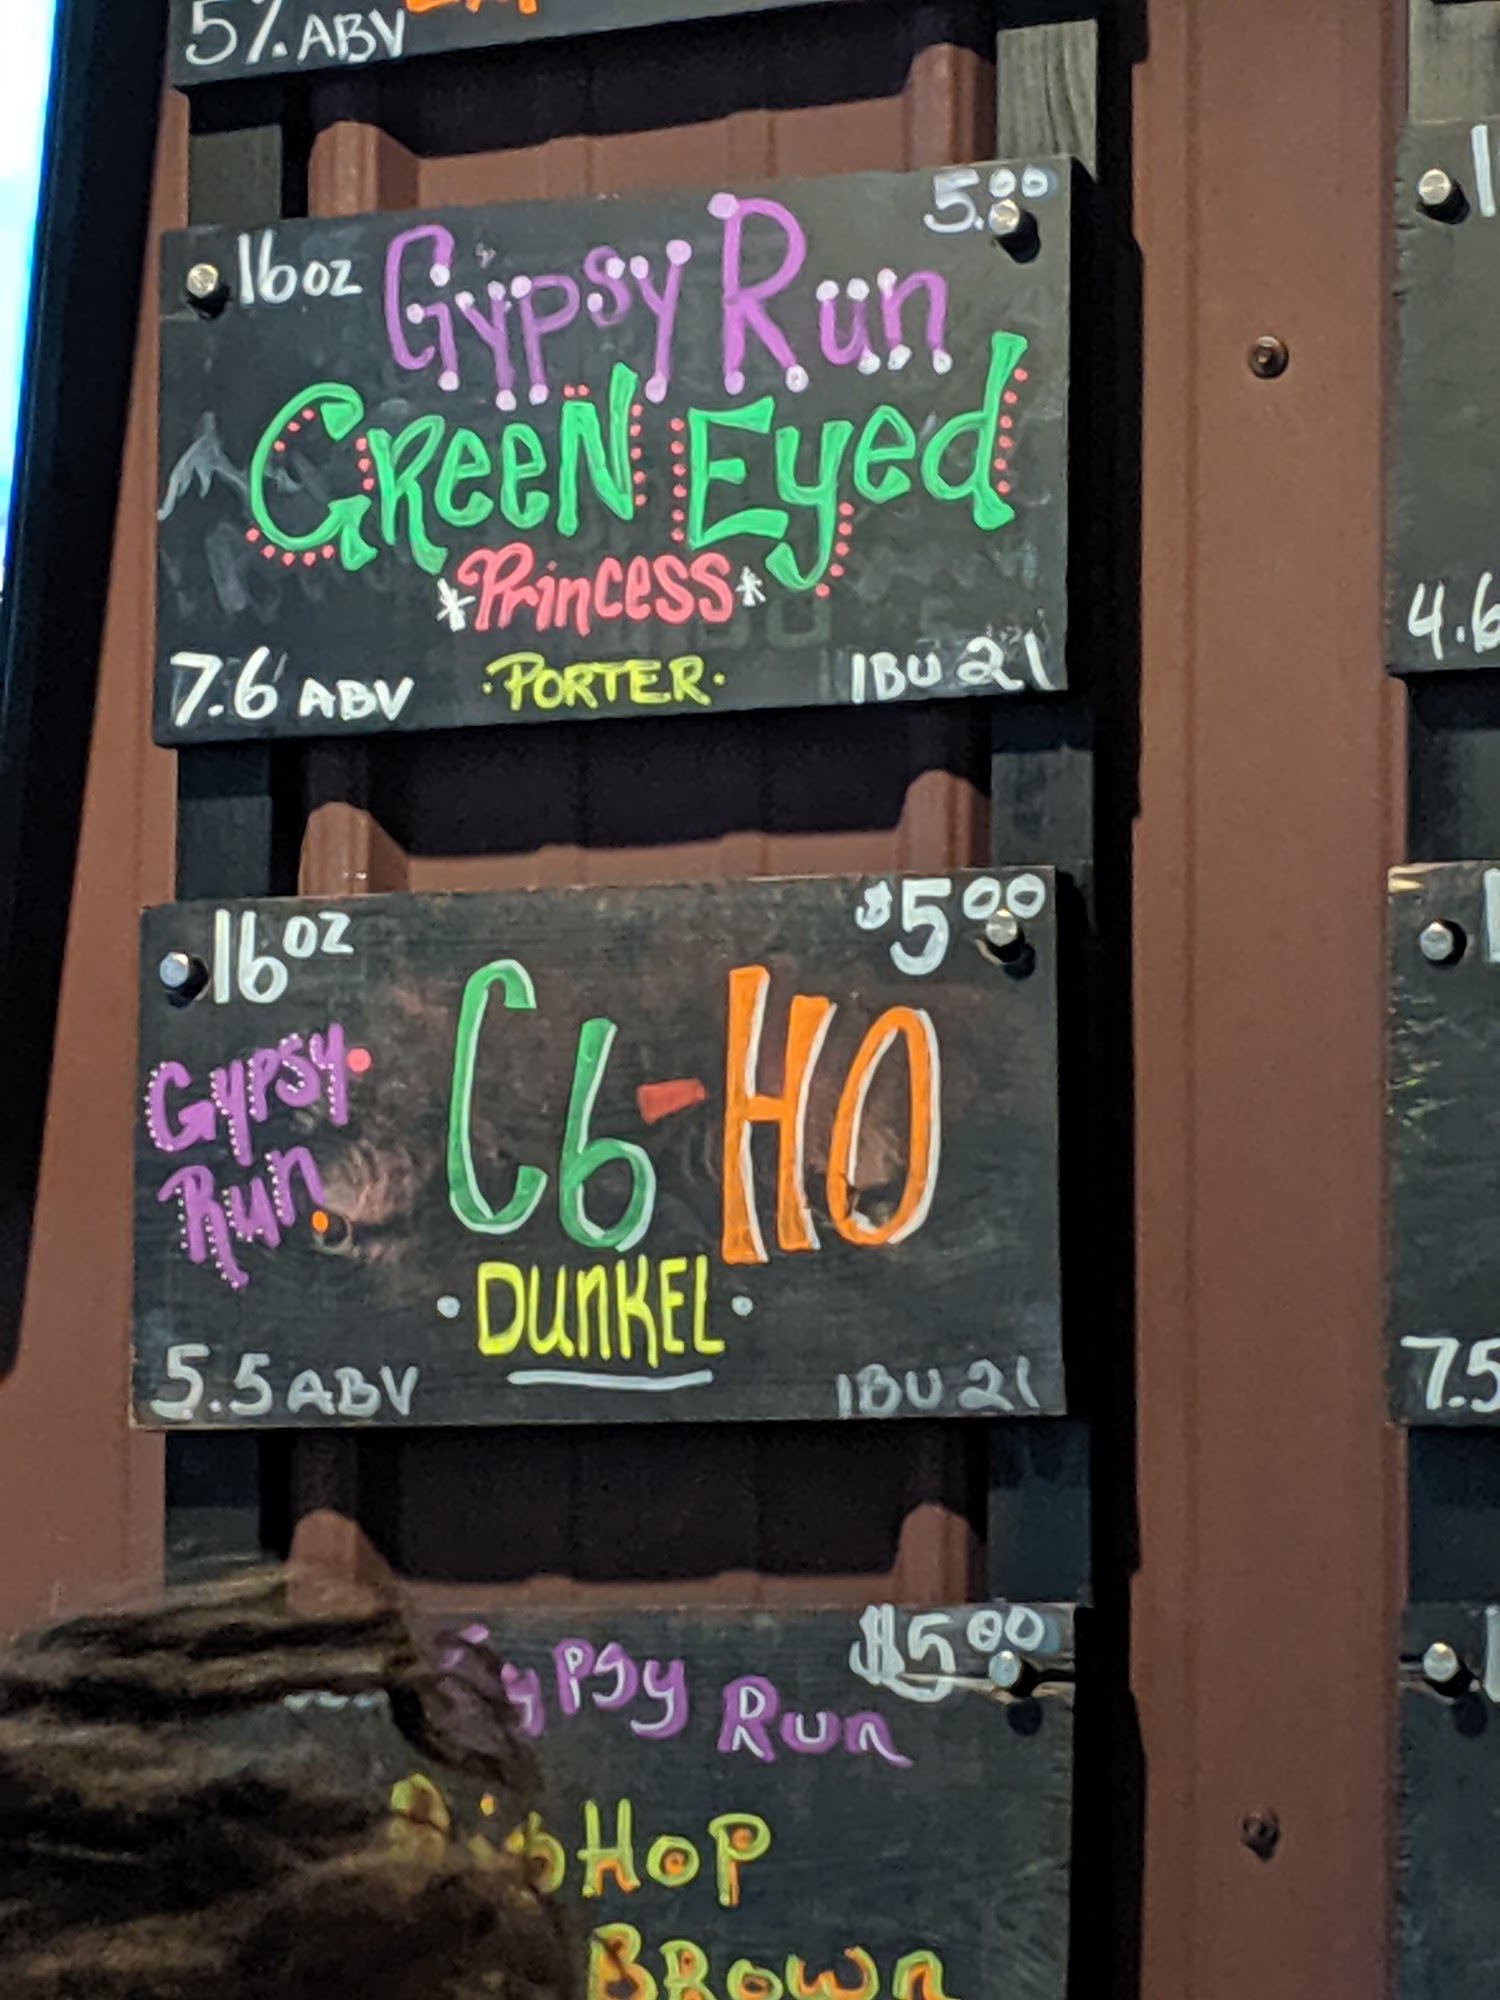 5% ABV
16oz Gypsy Run 5.00
GReeN Eyed
*Princess*
7.6 ABV ·PORTER· IBU 21
16oz $5.00
Gypsy
Run
C6-HO
·DUNKEL·
5.5 ABV IBU 21
$5.00
Gypsy Run
HOP
BROwn
4.6
7.5